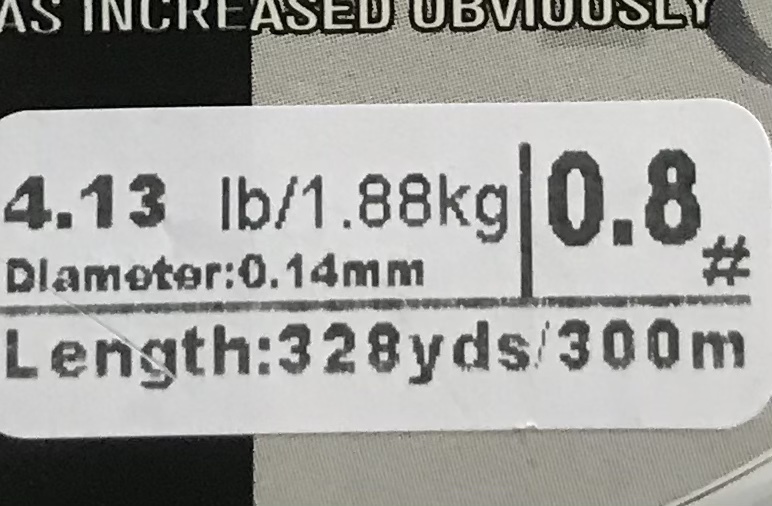 AS INCREASED OBVIOUSLY
4.13 lb/1.88kg 0.8#
Diameter:0.14mm
Length:328yds/300m